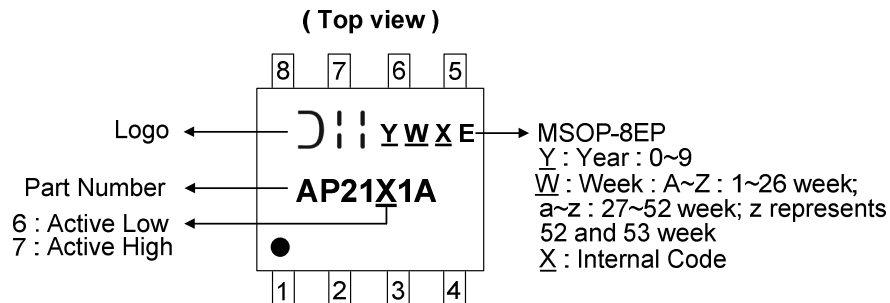 ( Top view )
8 7 6 5
Logo
Y W X E
MSOP-8EP
Y : Year : 0~9
W : Week : A~Z : 1~26 week;
a~z : 27~52 week; z represents
52 and 53 week
X : Internal Code
Part Number
AP21X1A
6 : Active Low
7 : Active High
1 2 3 4